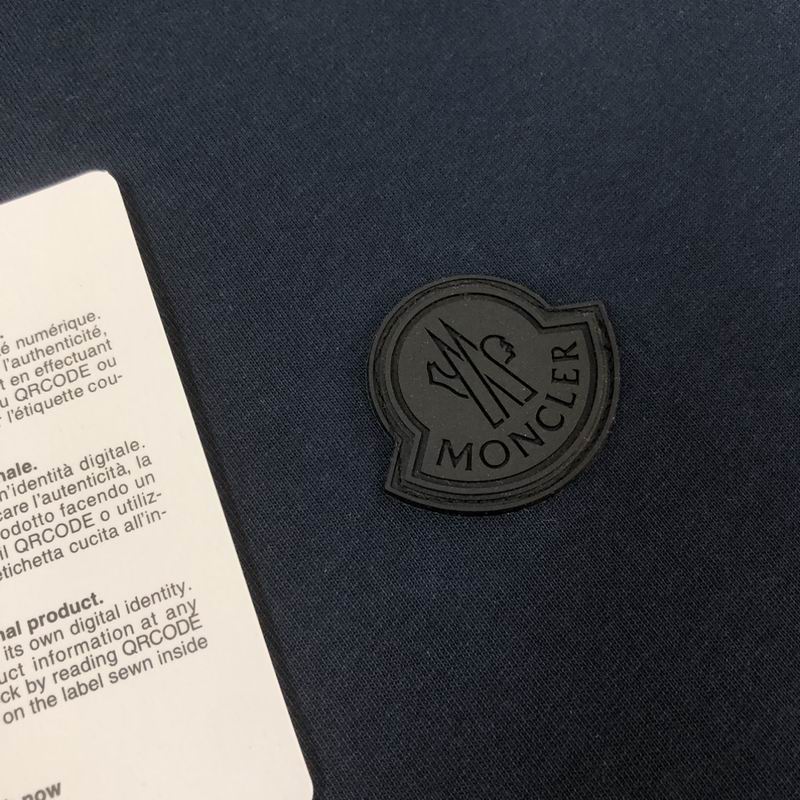 é numérique.
l'authenticité,
t en effectuant
u QRCODE ou
r l'étiquette cou-
nale.
n'identità digitale.
care l'autenticità, la
odotto facendo un
il QRCODE o utiliz-
etichetta cucita all'in-
nal product.
its own digital identity.
uct information at any
ck by reading QRCODE
on the label sewn inside
now
MONCLER